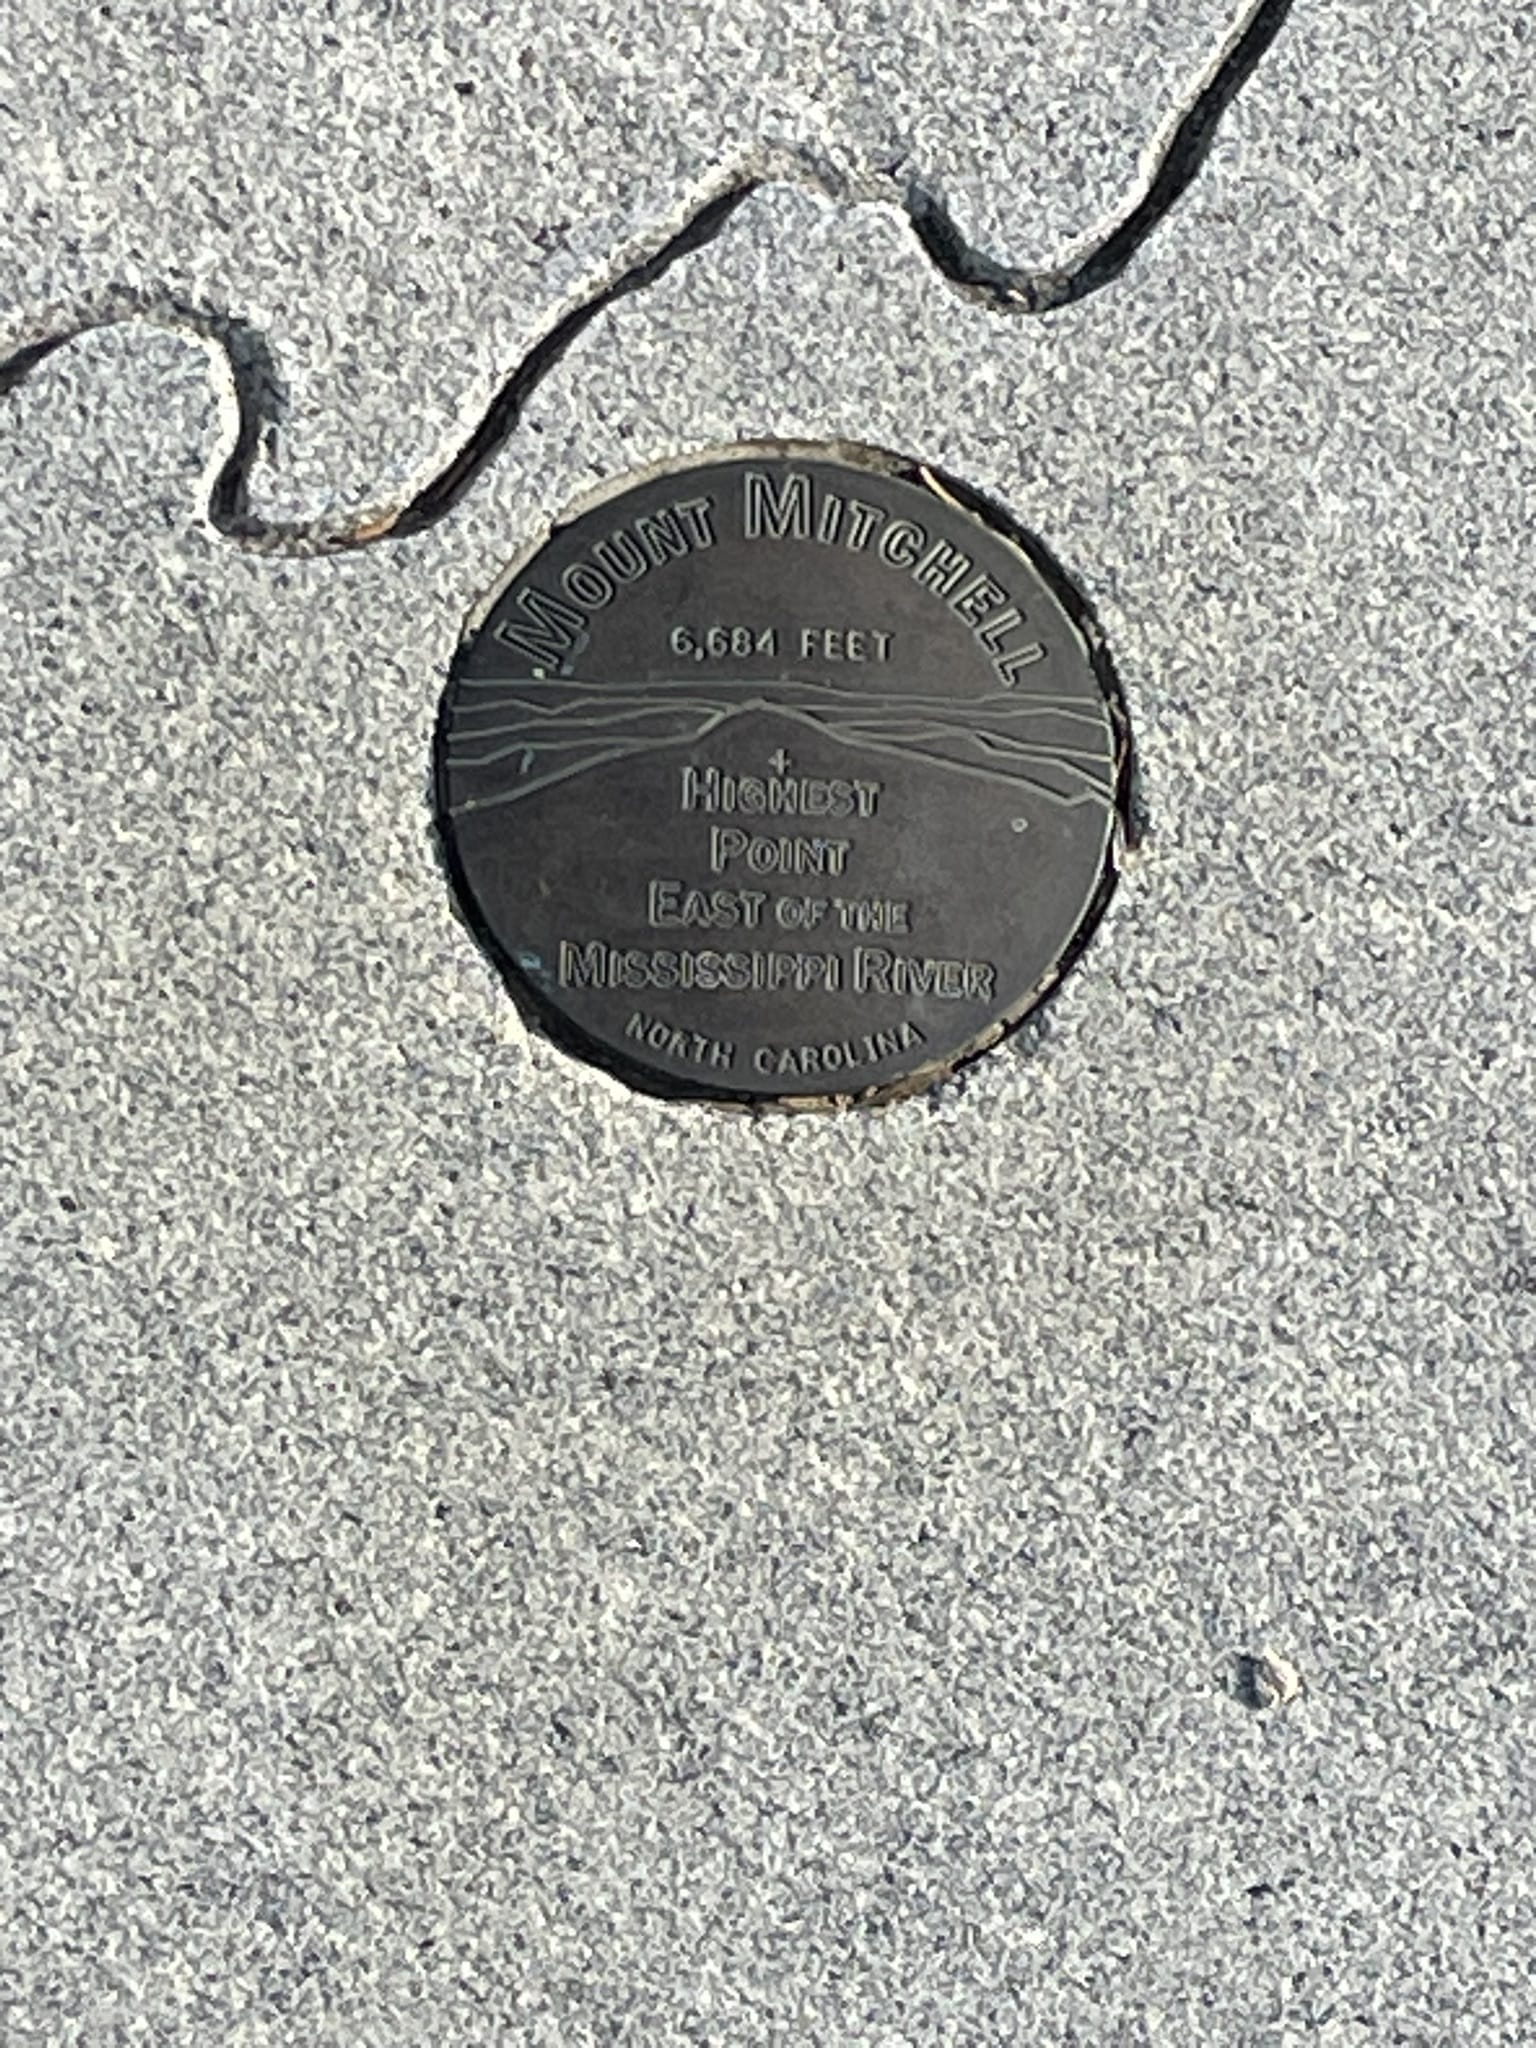 MOUNT MITCHELL
6,684 FEET
HIGHEST
POINT
EAST OF THE
MISSISSIPPI RIVER
NORTH CAROLINA